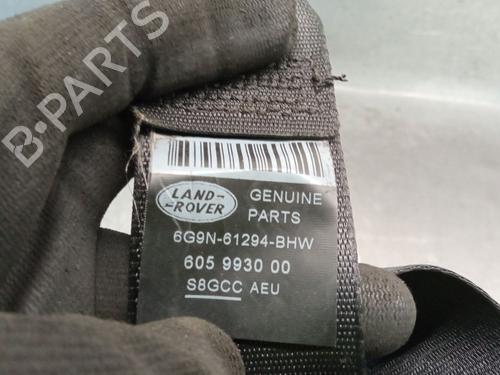 B-PARTS
LAND-
ROVER
GENUINE
PARTS
6G9N-61294-BHW
605 9930 00
S8GCC AEU